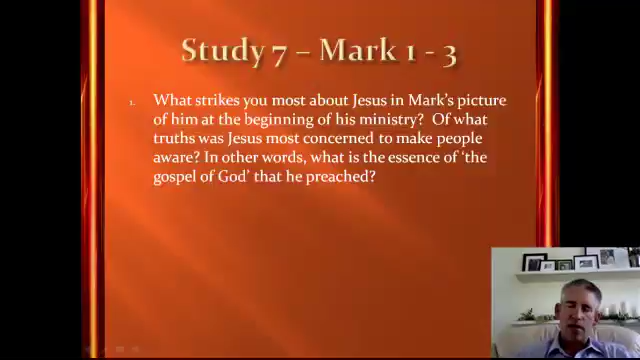 Study 7 – Mark 1 - 3
1. What strikes you most about Jesus in Mark's picture
of him at the beginning of his ministry? Of what
truths was Jesus most concerned to make people
aware? In other words, what is the essence of 'the
gospel of God' that he preached?